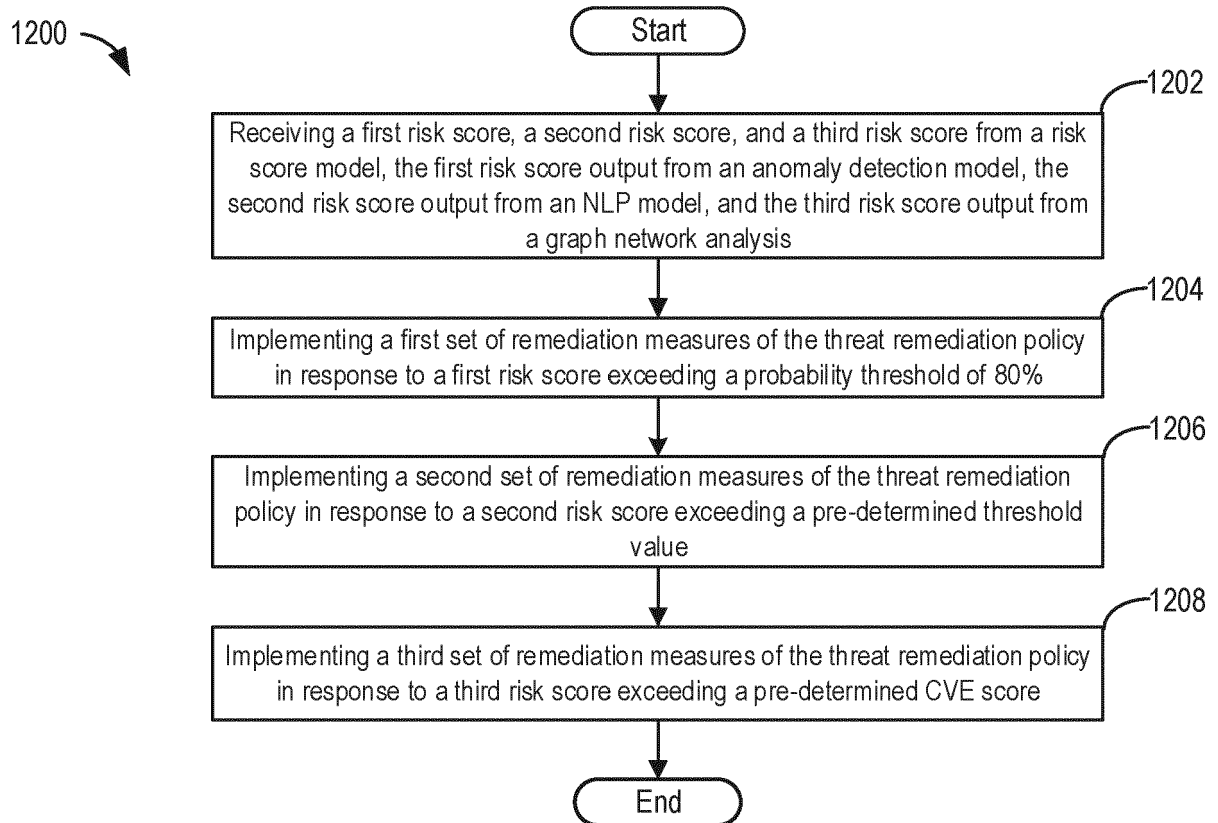 1200
Start
1202
Receiving a first risk score, a second risk score, and a third risk score from a risk
score model, the first risk score output from an anomaly detection model, the
second risk score output from an NLP model, and the third risk score output from
a graph network analysis
1204
Implementing a first set of remediation measures of the threat remediation policy
in response to a first risk score exceeding a probability threshold of 80%
1206
Implementing a second set of remediation measures of the threat remediation
policy in response to a second risk score exceeding a pre-determined threshold
value
1208
Implementing a third set of remediation measures of the threat remediation policy
in response to a third risk score exceeding a pre-determined CVE score
End